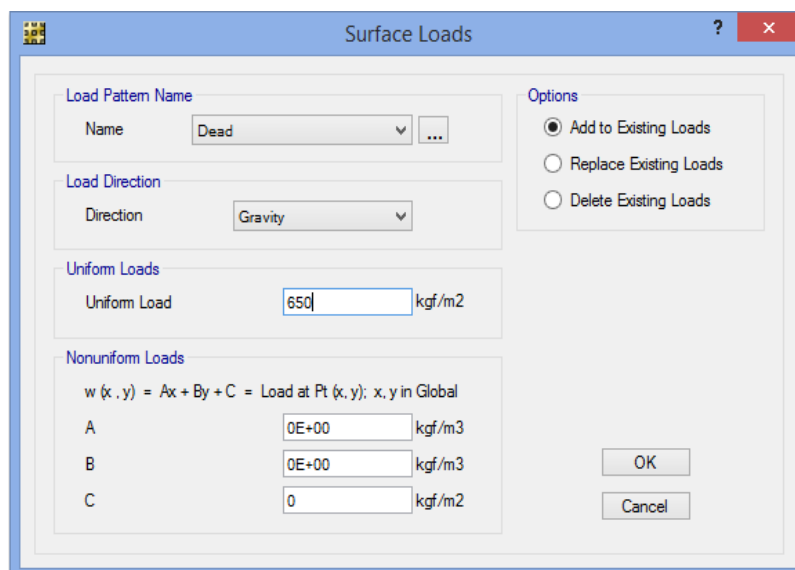 Surface Loads
?
×
Load Pattern Name
Name
Dead
...
Load Direction
Direction
Gravity
Uniform Loads
Uniform Load
650
kgf/m2
Nonuniform Loads
w (x , y) = Ax + By + C = Load at Pt (x, y); x, y in Global
A
0E+00
kgf/m3
B
0E+00
kgf/m3
C
0
kgf/m2
Options
Add to Existing Loads
Replace Existing Loads
Delete Existing Loads
OK
Cancel